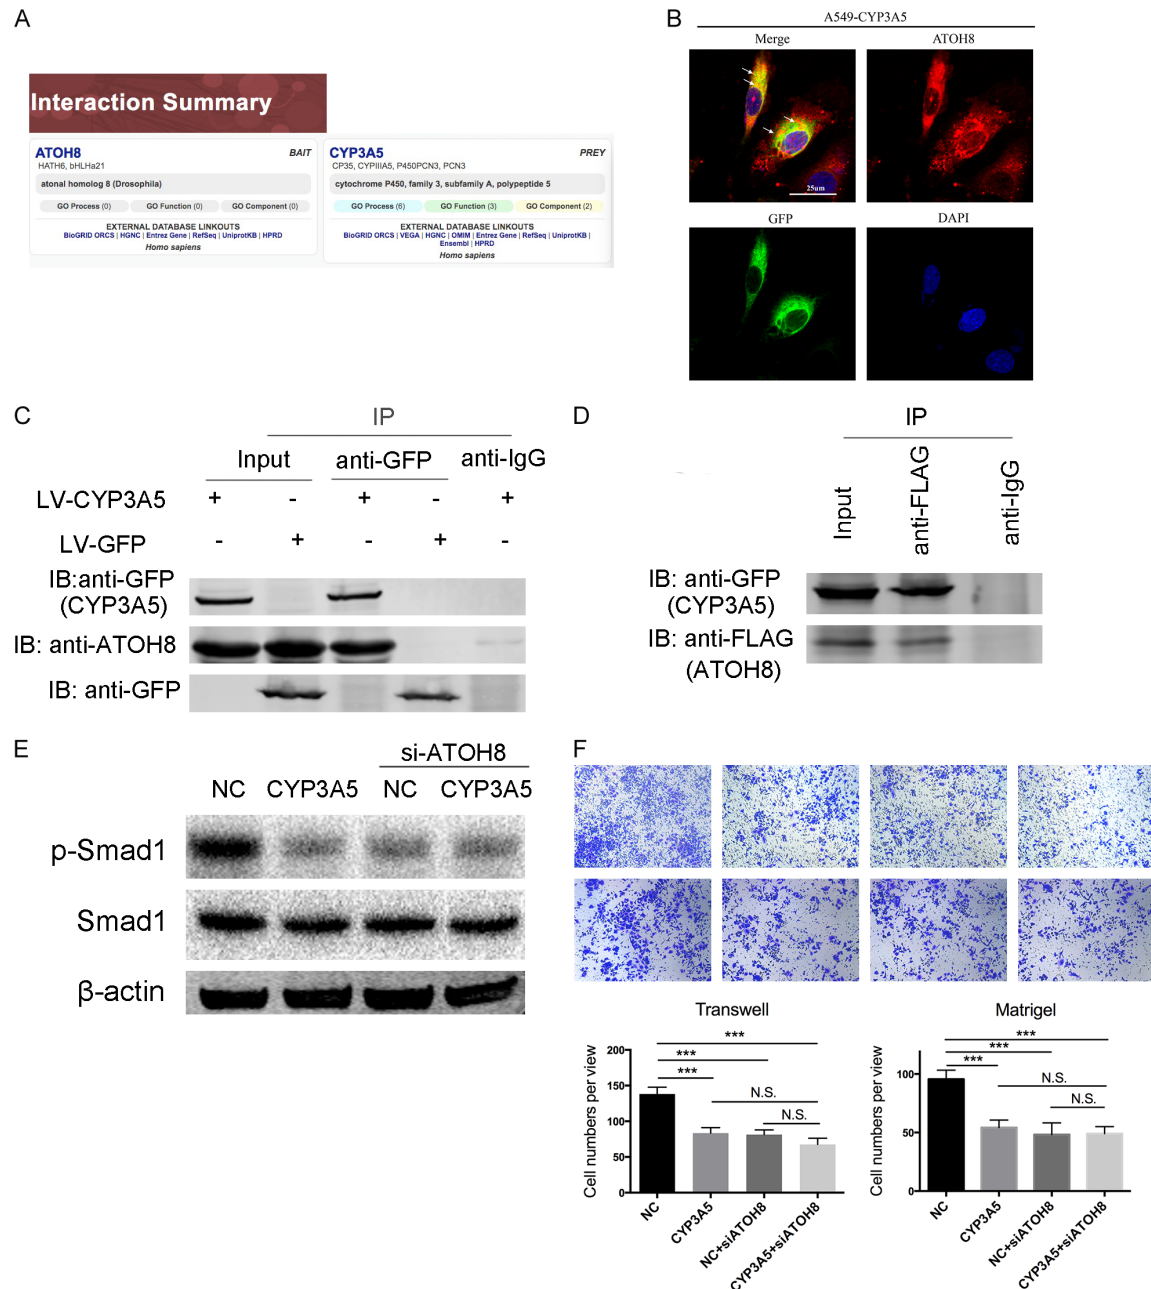 A
Interaction Summary
ATOH8
BAIT
HATH6, bHLHa21
atonal homolog 8 (Drosophila)
GO Process (0) GO Function (0) GO Component (0)
EXTERNAL DATABASE LINKOUTS
BioGRID ORCS | HGNC | Entrez Gene | RefSeq | UniprotKB | HPRD
Homo sapiens
CYP3A5
PREY
CP35, CYPIIIA5, P450PCN3, PCN3
cytochrome P450, family 3, subfamily A, polypeptide 5
GO Process (6) GO Function (3) GO Component (2)
EXTERNAL DATABASE LINKOUTS
BioGRID ORCS | VEGA | HGNC | OMIM | Entrez Gene | RefSeq | UniprotKB |
Ensembl | HPRD
Homo sapiens
B
A549-CYP3A5
Merge ATOH8
25um
GFP DAPI
C
IP
Input anti-GFP anti-IgG
LV-CYP3A5 + - + - +
LV-GFP - + - + -
IB:anti-GFP
(CYP3A5)
IB: anti-ATOH8
IB: anti-GFP
D
IP
Input anti-FLAG anti-IgG
IB: anti-GFP
(CYP3A5)
IB: anti-FLAG
(ATOH8)
E
si-ATOH8
NC CYP3A5 NC CYP3A5
p-Smad1
Smad1
β-actin
F
Transwell
Cell numbers per view
200
150
100
50
0
***
***
***
N.S.
N.S.
NC CYP3A5 NC+siATOH8 CYP3A5+siATOH8
Matrigel
Cell numbers per view
100
50
0
***
***
***
N.S.
N.S.
NC CYP3A5 NC+siATOH8 CYP3A5+siATOH8